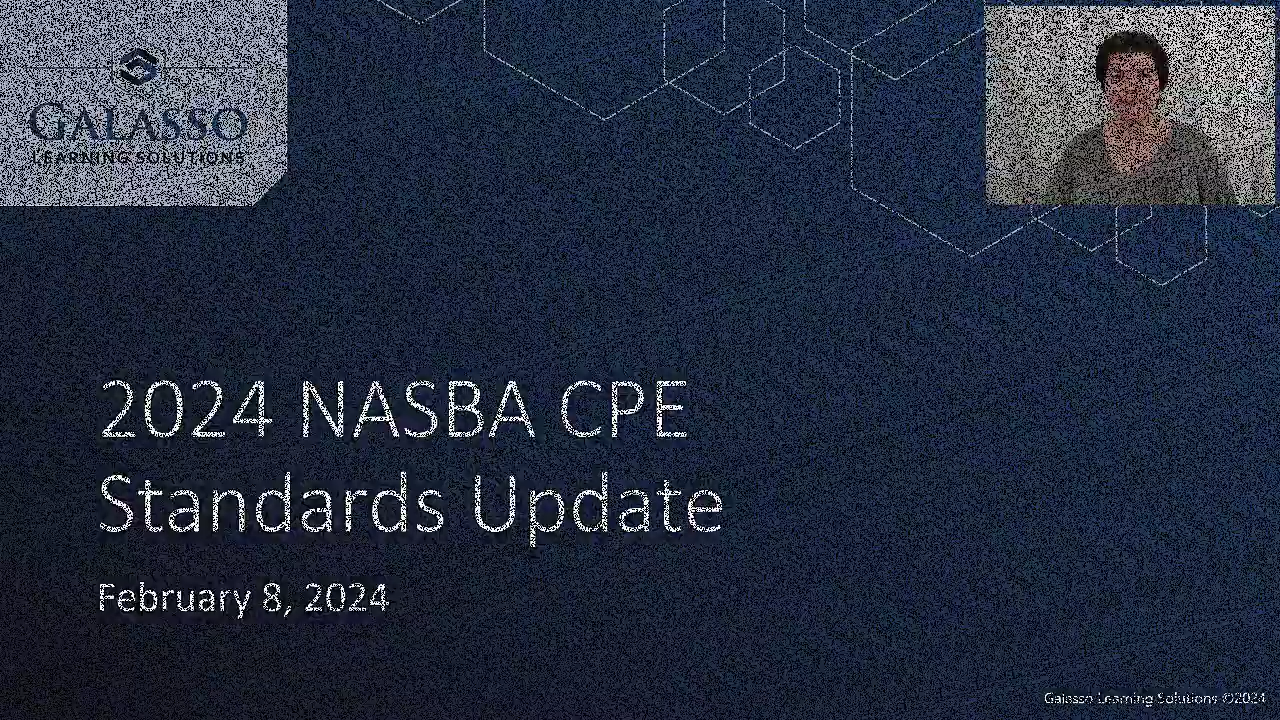 GALASSO
LEARNING SOLUTIONS
2024 NASBA CPE
Standards Update
February 8, 2024
Galasso Learning Solutions ©2024